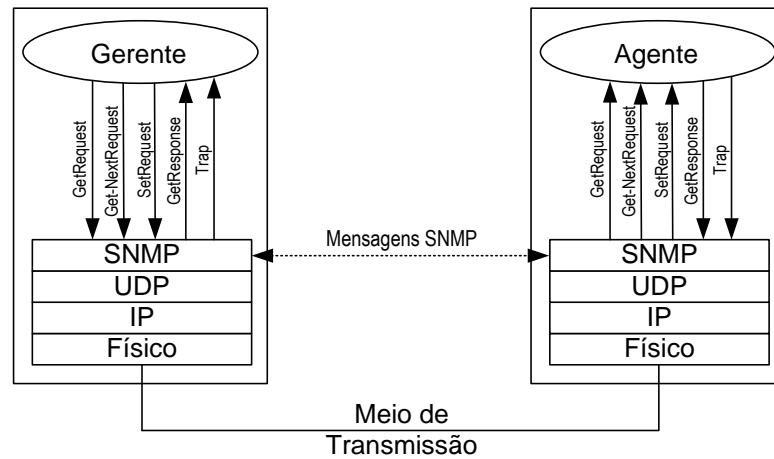 Gerente
GetRequest
Get-NextRequest
SetRequest
GetResponse
Trap
SNMP
UDP
IP
Físico
Mensagens SNMP
Agente
GetRequest
Get-NextRequest
SetRequest
GetResponse
Trap
SNMP
UDP
IP
Físico
Meio de
Transmissão